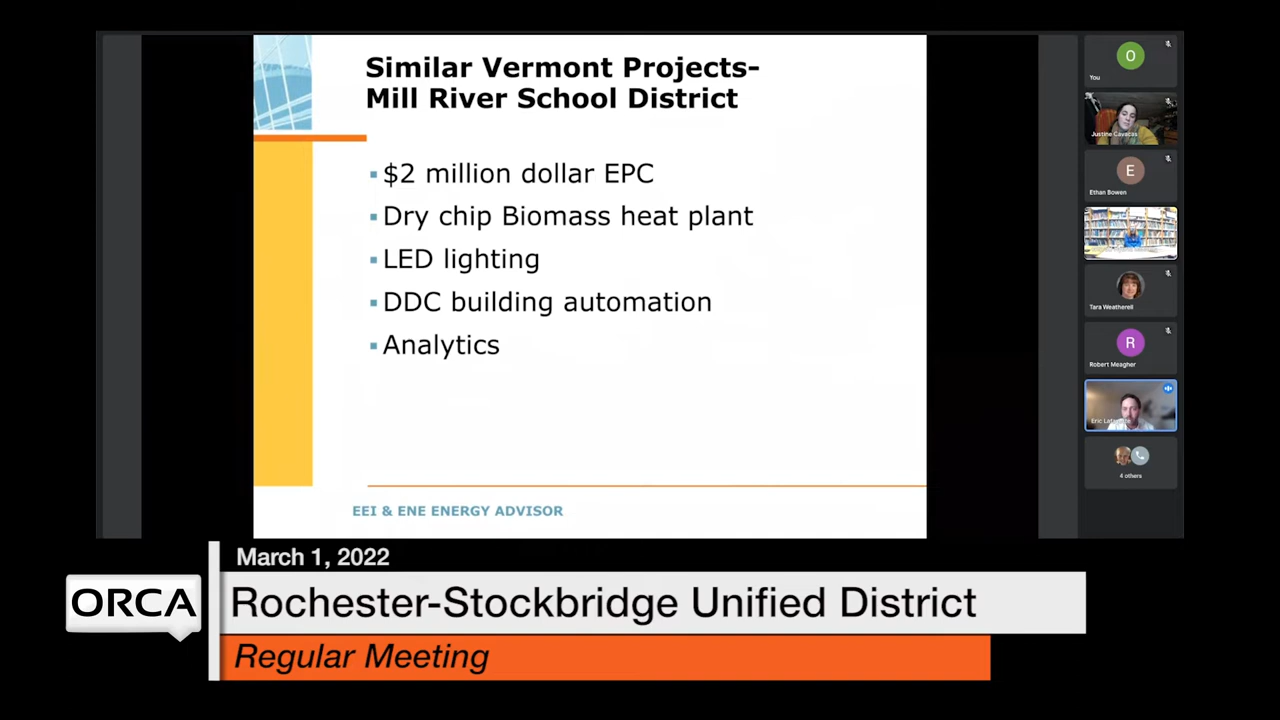 Similar Vermont Projects-
Mill River School District
$2 million dollar EPC
Dry chip Biomass heat plant
LED lighting
DDC building automation
Analytics
EEI & ENE ENERGY ADVISOR
O
You
Justine Cavacas
E
Ethan Bowen
Tara Weatherell
R
Robert Meagher
Eric
4 others
March 1, 2022
ORCA
Rochester-Stockbridge Unified District
Regular Meeting